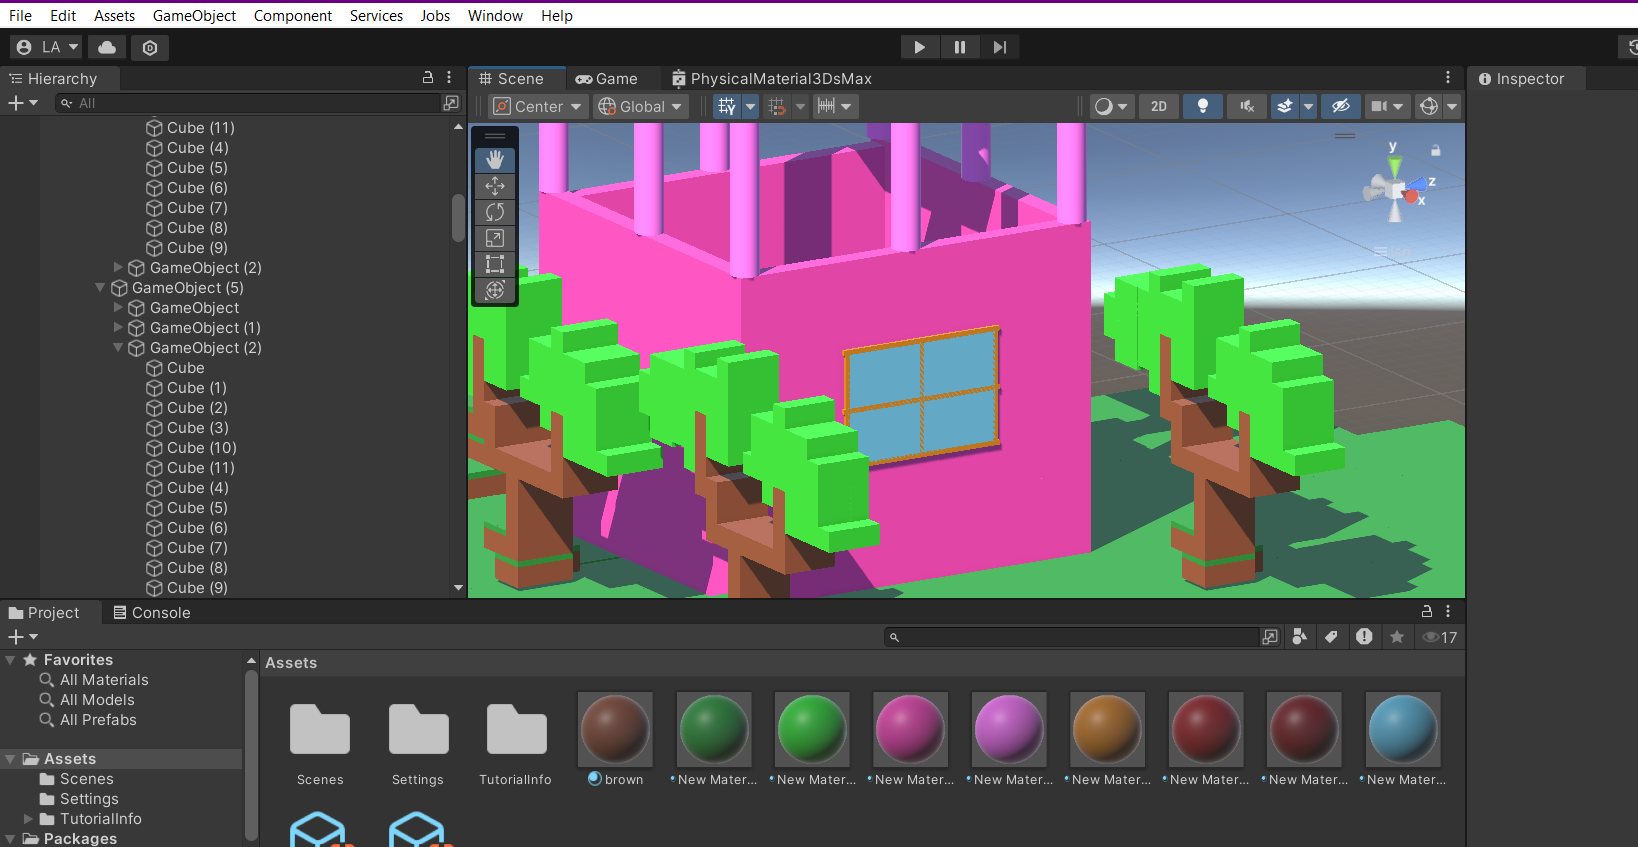 File Edit Assets GameObject Component Services Jobs Window Help
LA
Hierarchy
All
Cube (11)
Cube (4)
Cube (5)
Cube (6)
Cube (7)
Cube (8)
Cube (9)
GameObject (2)
GameObject (5)
GameObject
GameObject (1)
GameObject (2)
Cube
Cube (1)
Cube (2)
Cube (3)
Cube (10)
Cube (11)
Cube (4)
Cube (5)
Cube (6)
Cube (7)
Cube (8)
Cube (9)
Scene Game PhysicalMaterial3DsMax
Center Global 2D
y
z
x
Inspector
Project Console
17
Favorites
All Materials
All Models
All Prefabs
Assets
Scenes
Settings
TutorialInfo
Packages
Assets
Scenes Settings TutorialInfo brown New Mater... New Mater... New Mater... New Mater... New Mater... New Mater... New Mater... New Mater...